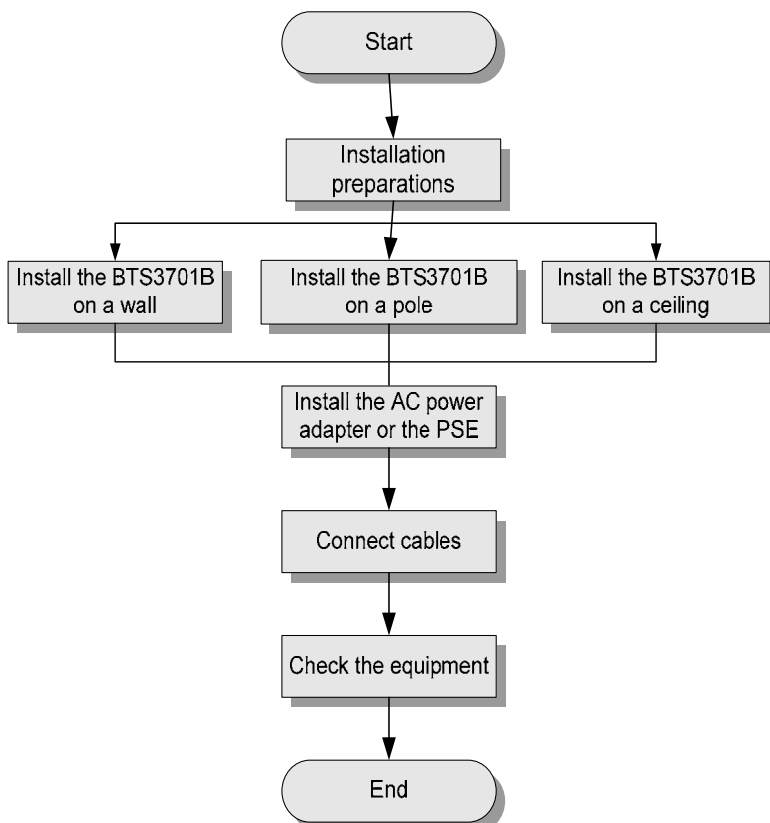 Start
Installation
preparations
Install the BTS3701B
on a wall
Install the BTS3701B
on a pole
Install the BTS3701B
on a ceiling
Install the AC power
adapter or the PSE
Connect cables
Check the equipment
End